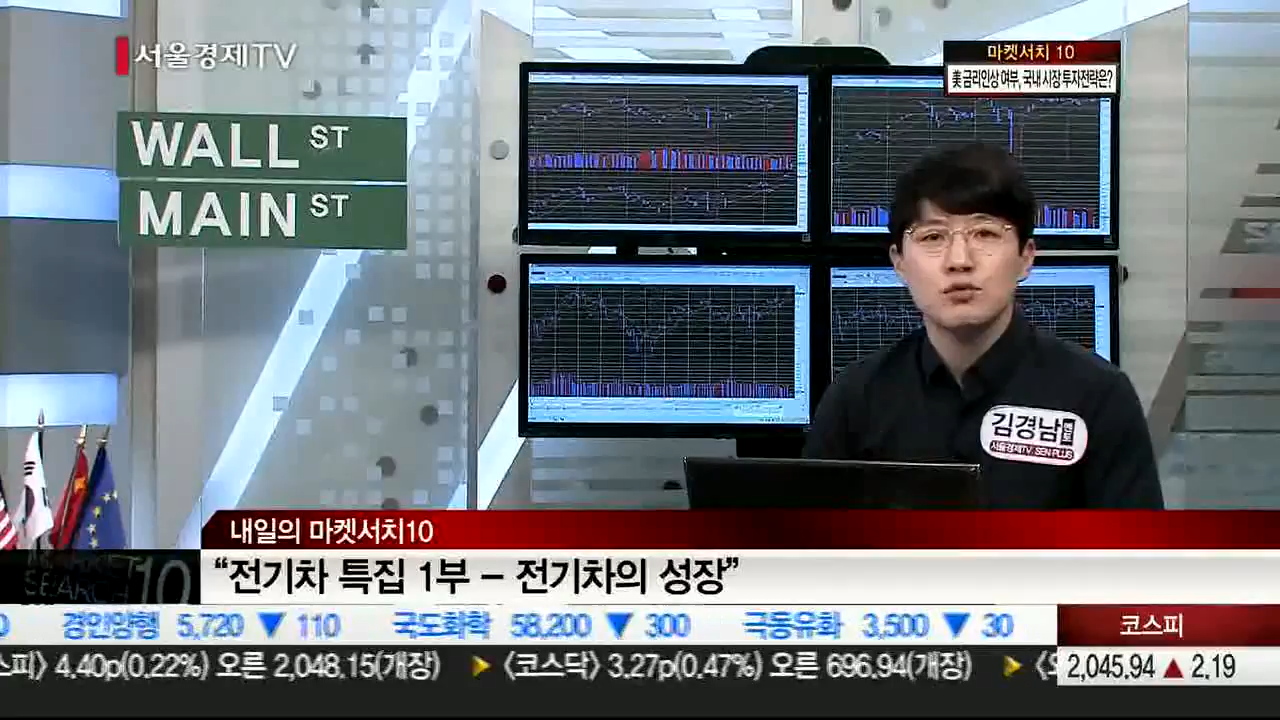 서울경제TV
마켓서치 10
美 금리인상 여부, 국내 시장 투자전략은?
WALL ST
MAIN ST
김경남 멘토
서울경제TV, SEN PLUS
내일의 마켓서치10
“전기차 특집 1부 – 전기차의 성장”
SEARCH 10
경인양행 5,720 ▼ 110 국도화학 58,200 ▼ 300 극동유화 3,500 ▼ 30
코스피
스피〉 4.40p(0.22%) 오른 2,048.15(개장) ▶ 〈코스닥〉 3.27p(0.47%) 오른 696.94(개장) ▶
2,045.94 ▲ 2.19